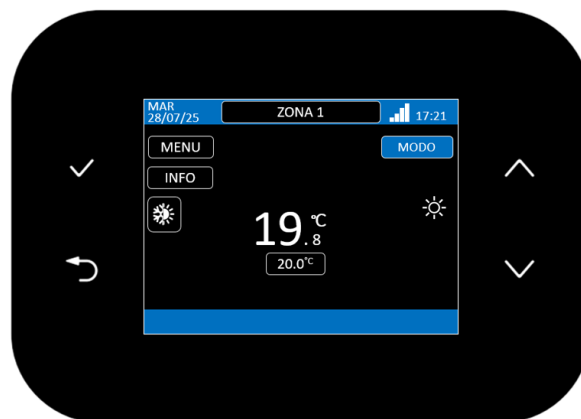 MAR
28/07/25
ZONA 1
17:21
MENU
MODO
INFO
19.8 °C
20.0°C